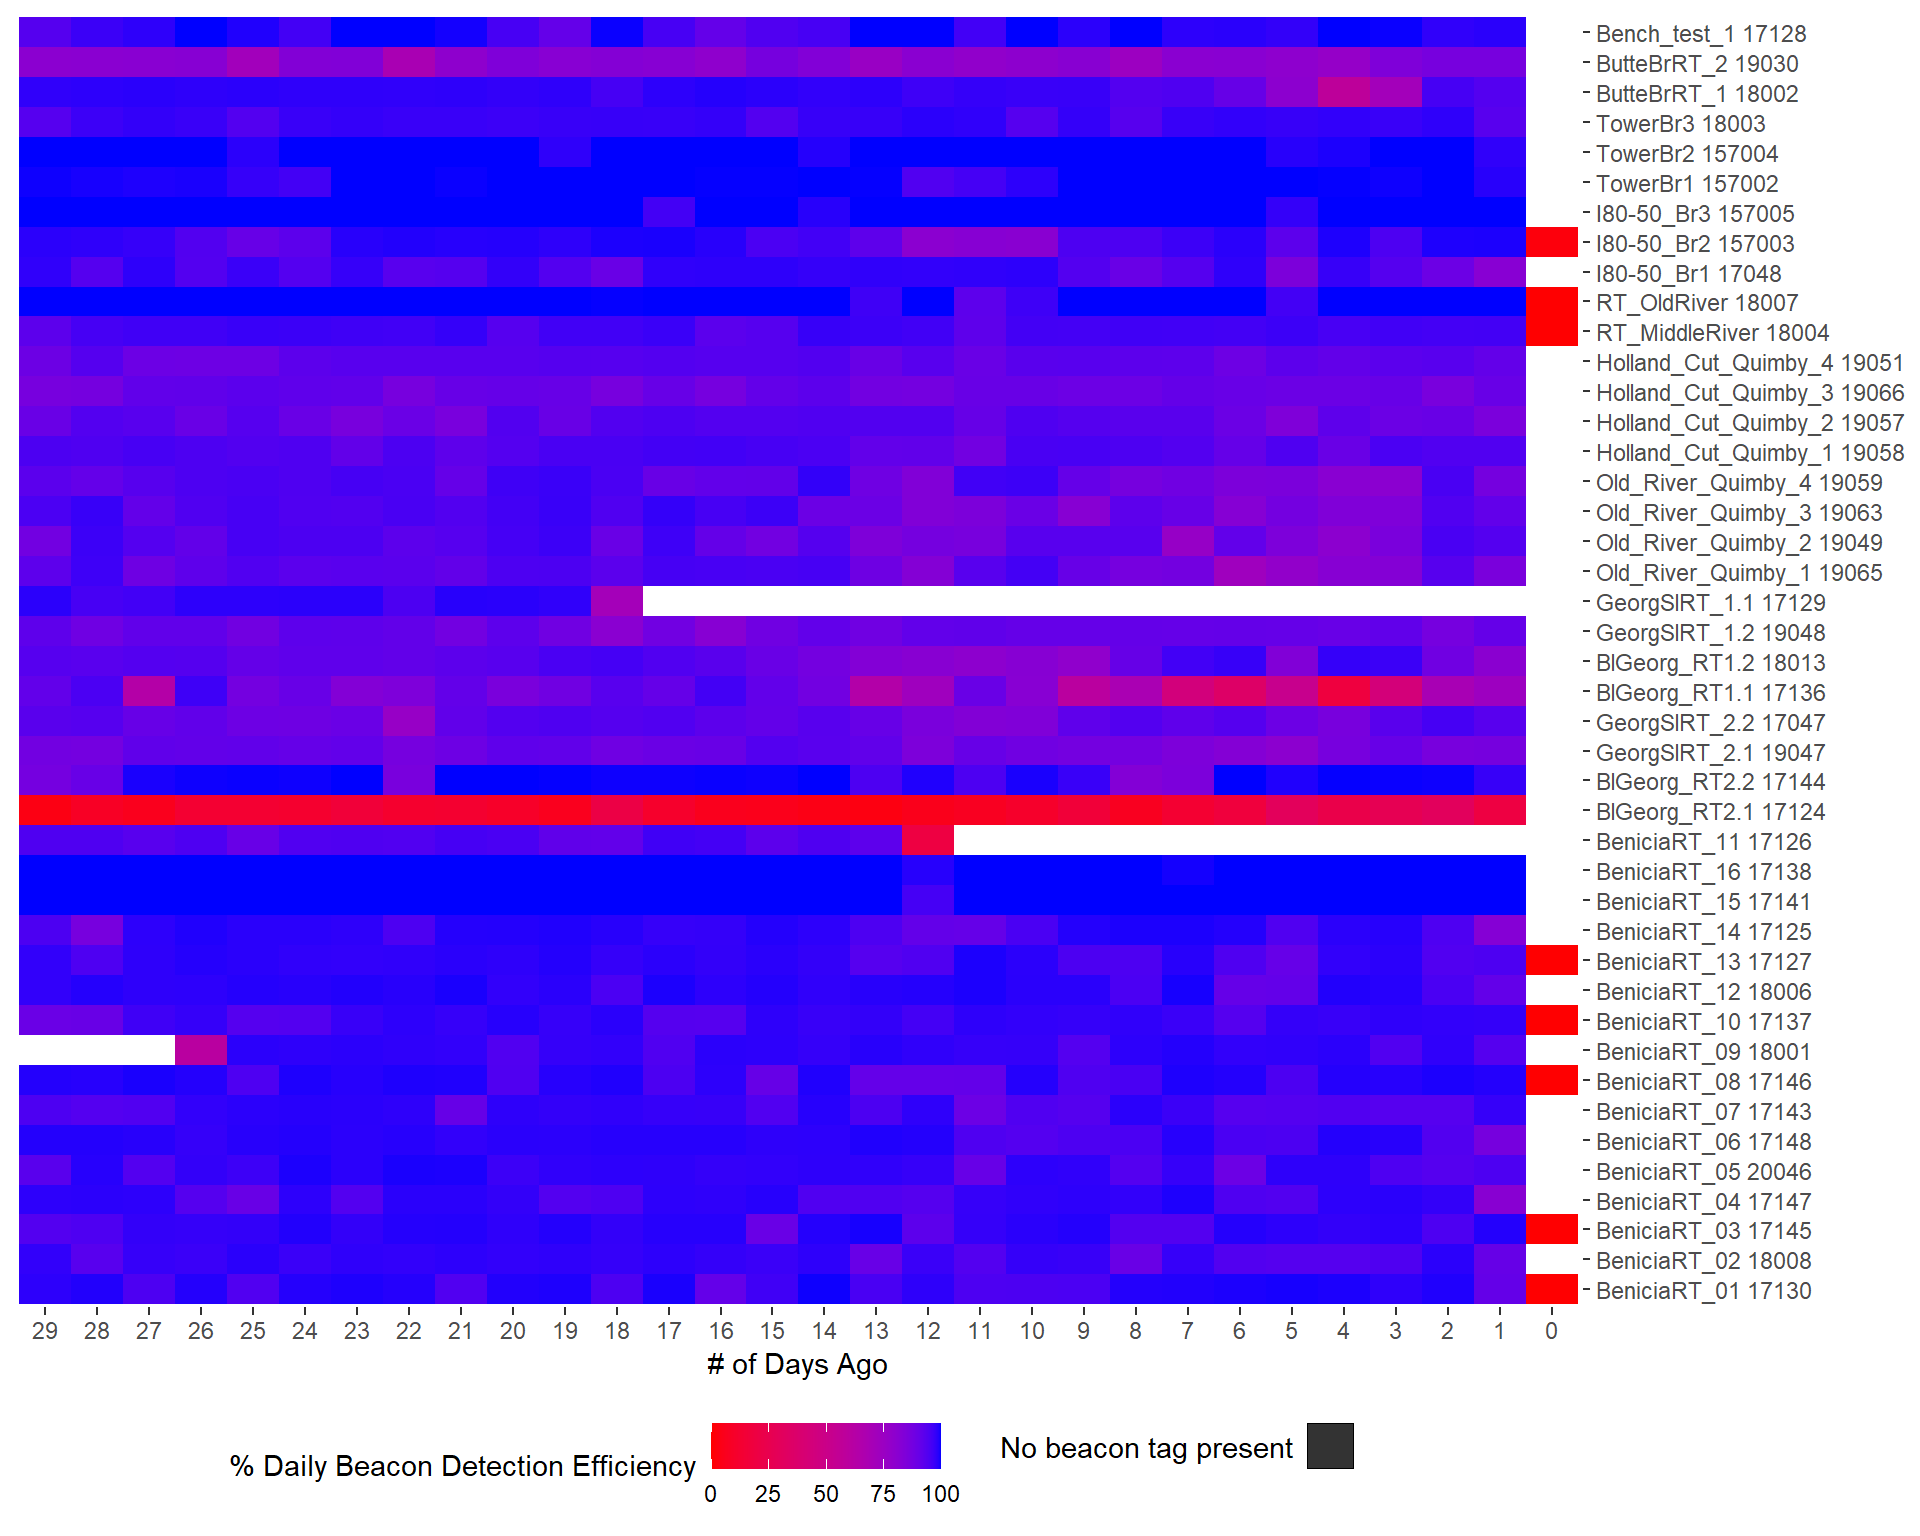 Bench_test_1 17128
ButteBrRT_2 19030
ButteBrRT_1 18002
TowerBr3 18003
TowerBr2 157004
TowerBr1 157002
I80-50_Br3 157005
I80-50_Br2 157003
I80-50_Br1 17048
RT_OldRiver 18007
RT_MiddleRiver 18004
Holland_Cut_Quimby_4 19051
Holland_Cut_Quimby_3 19066
Holland_Cut_Quimby_2 19057
Holland_Cut_Quimby_1 19058
Old_River_Quimby_4 19059
Old_River_Quimby_3 19063
Old_River_Quimby_2 19049
Old_River_Quimby_1 19065
GeorgSlRT_1.1 17129
GeorgSlRT_1.2 19048
BlGeorg_RT1.2 18013
BlGeorg_RT1.1 17136
GeorgSlRT_2.2 17047
GeorgSlRT_2.1 19047
BlGeorg_RT2.2 17144
BlGeorg_RT2.1 17124
BeniciaRT_11 17126
BeniciaRT_16 17138
BeniciaRT_15 17141
BeniciaRT_14 17125
BeniciaRT_13 17127
BeniciaRT_12 18006
BeniciaRT_10 17137
BeniciaRT_09 18001
BeniciaRT_08 17146
BeniciaRT_07 17143
BeniciaRT_06 17148
BeniciaRT_05 20046
BeniciaRT_04 17147
BeniciaRT_03 17145
BeniciaRT_02 18008
BeniciaRT_01 17130
29 28 27 26 25 24 23 22 21 20 19 18 17 16 15 14 13 12 11 10 9 8 7 6 5 4 3 2 1 0
# of Days Ago
% Daily Beacon Detection Efficiency
0 25 50 75 100
No beacon tag present